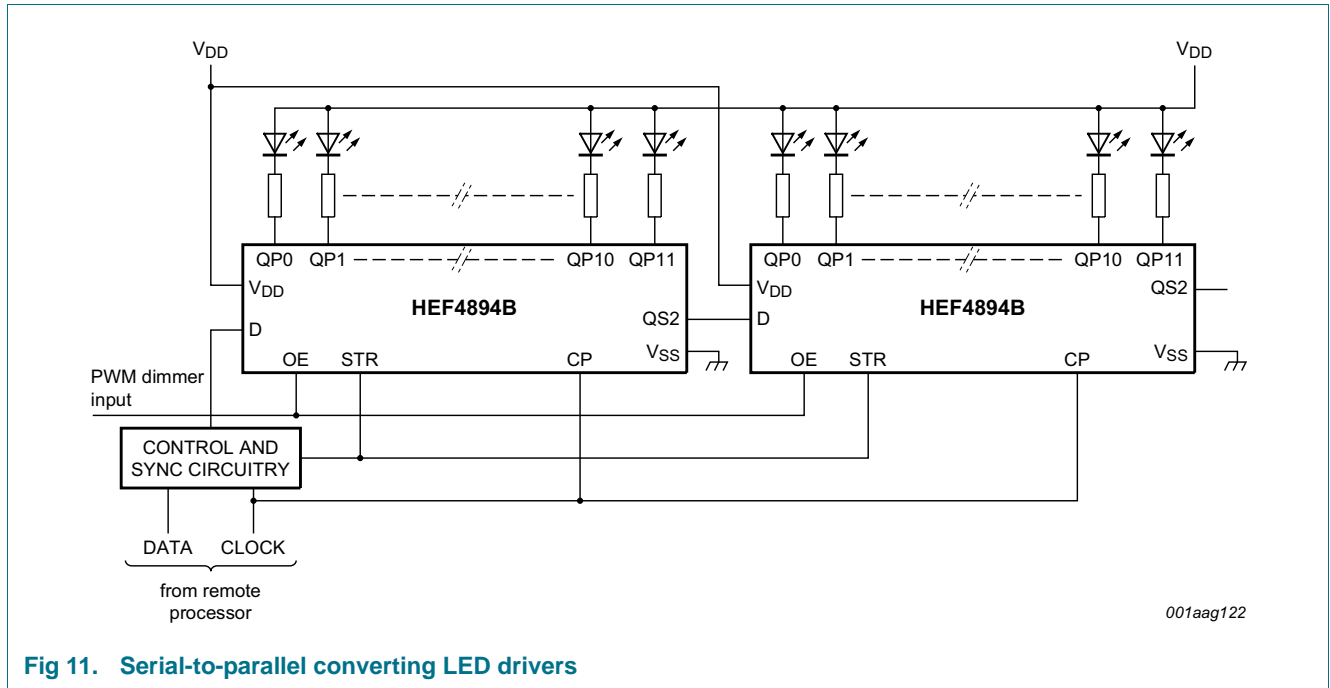 VDD
VDD
QP0 QP1 QP10 QP11
QP0 QP1 QP10 QP11
VDD
HEF4894B
QS2
D
VSS
OE STR CP
VDD
HEF4894B
QS2
D
VSS
OE STR CP
PWM dimmer
input
CONTROL AND
SYNC CIRCUITRY
DATA CLOCK
from remote
processor
001aag122
Fig 11. Serial-to-parallel converting LED drivers